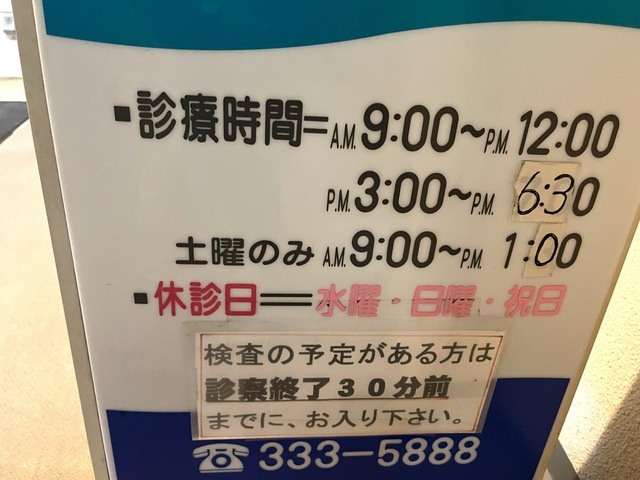 ▪診療時間=A.M.9:00~P.M.12:00
P.M.3:00~P.M.6:30
土曜のみ A.M.9:00~P.M.1:00
▪休診日=水曜・日曜・祝日
検査の予定がある方は
診察終了30分前
までに、お入り下さい。
☎333-5888